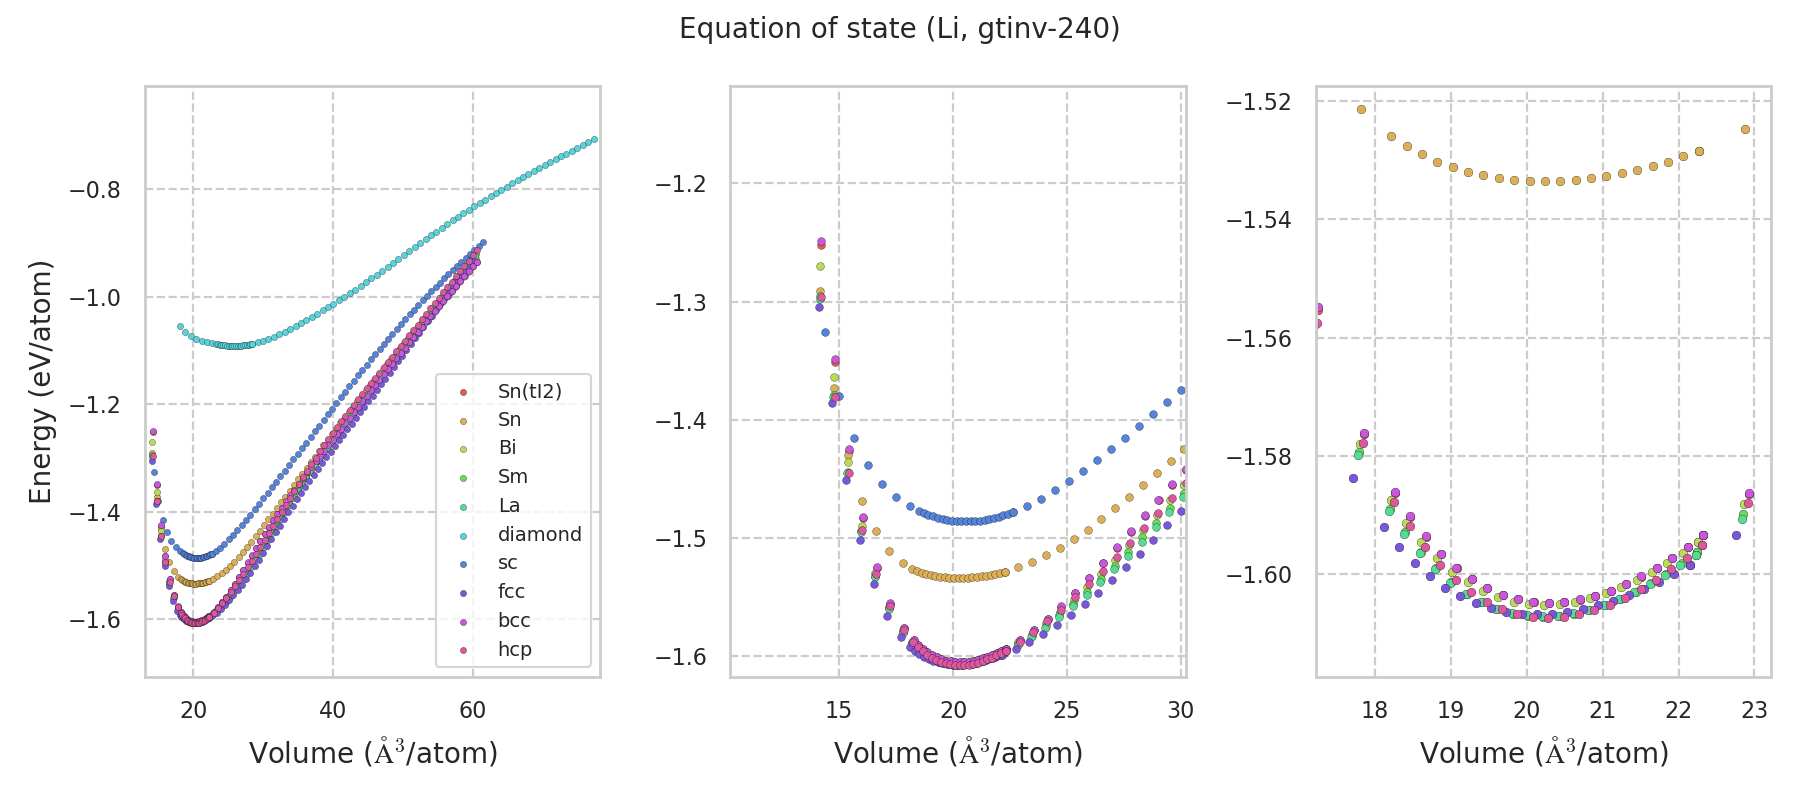 Equation of state (Li, gtinv-240)
Energy (eV/atom)
−0.8
−1.0
−1.2
−1.4
−1.6
20
40
60
Volume (Å³/atom)
Sn(tI2)
Sn
Bi
Sm
La
diamond
sc
fcc
bcc
hcp
−1.2
−1.3
−1.4
−1.5
−1.6
15
20
25
30
Volume (Å³/atom)
−1.52
−1.54
−1.56
−1.58
−1.60
18
19
20
21
22
23
Volume (Å³/atom)